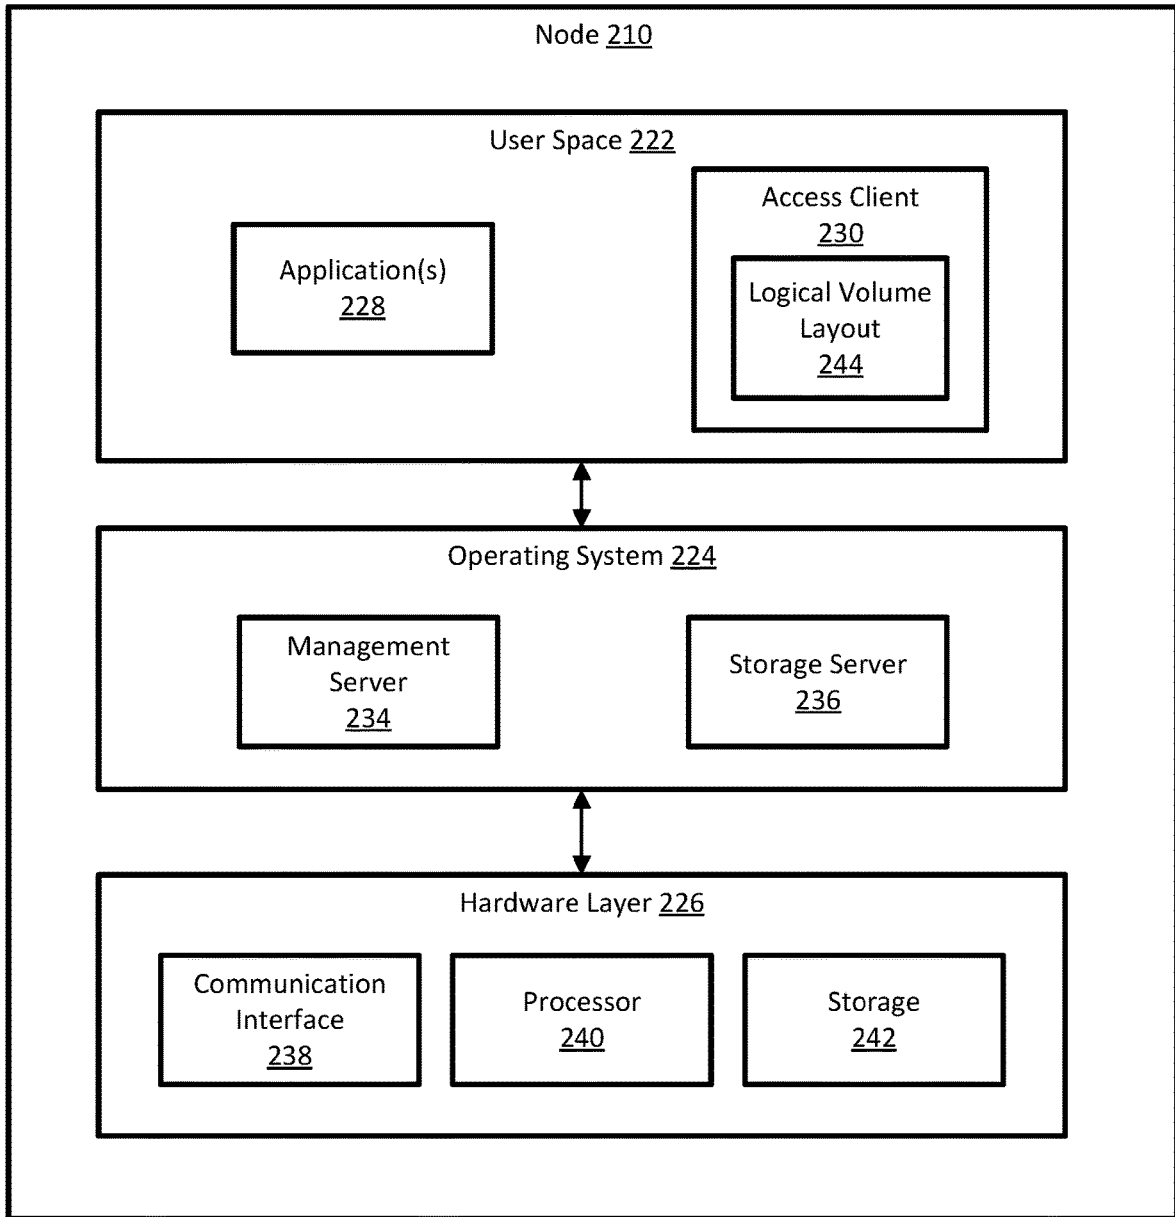 Node 210
User Space 222
Application(s)
228
Access Client
230
Logical Volume
Layout
244
Operating System 224
Management
Server
234
Storage Server
236
Hardware Layer 226
Communication
Interface
238
Processor
240
Storage
242